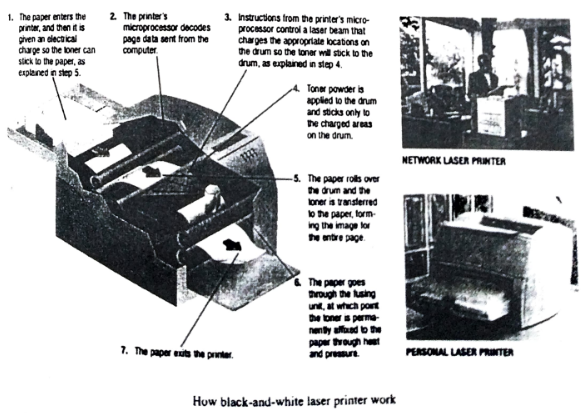 1. The paper enters the
printer, and then it is
given an electrical
charge so the toner can
stick to the paper, as
explained in step 5.
2. The printer's
microprocessor decodes
page data sent from the
computer.
3. Instructions from the printer's micro-
processor control a laser beam that
charges the appropriate locations on
the drum so the toner will stick to the
drum, as explained in step 4.
4. Toner powder is
applied to the drum
and sticks only to
the charged areas
on the drum.
5. The paper rolls over
the drum and the
toner is transferred
to the paper, form-
ing the image for
the entire page.
6. The paper goes
through the fusing
unit, at which point
the toner is perma-
nently affixed to the
paper through heat
and pressure.
7. The paper exits the printer.
NETWORK LASER PRINTER
PERSONAL LASER PRINTER
How black-and-white laser printer work